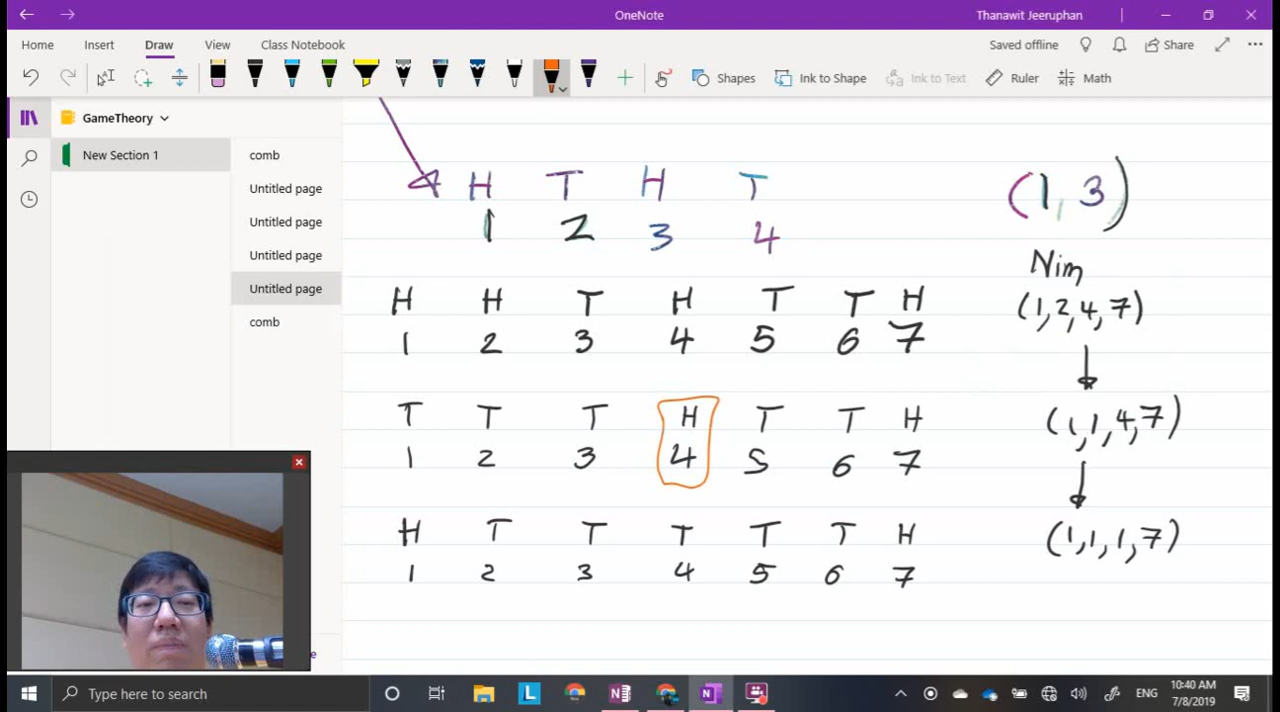 OneNote
Thanawit Jeeruphan
Home Insert Draw View Class Notebook
Saved offline Share
Shapes Ink to Shape Ink to Text Ruler Math
GameTheory
New Section 1
comb
Untitled page
Untitled page
Untitled page
Untitled page
comb
H T H T
1 2 3 4
(1, 3)
Nim
H H T H T T H
1 2 3 4 5 6 7
(1,2,4,7)
T T T H T T H
1 2 3 4 5 6 7
(1,1,4,7)
H T T T T T H
1 2 3 4 5 6 7
(1,1,1,7)
e
Type here to search
ENG
10:40 AM
7/8/2019